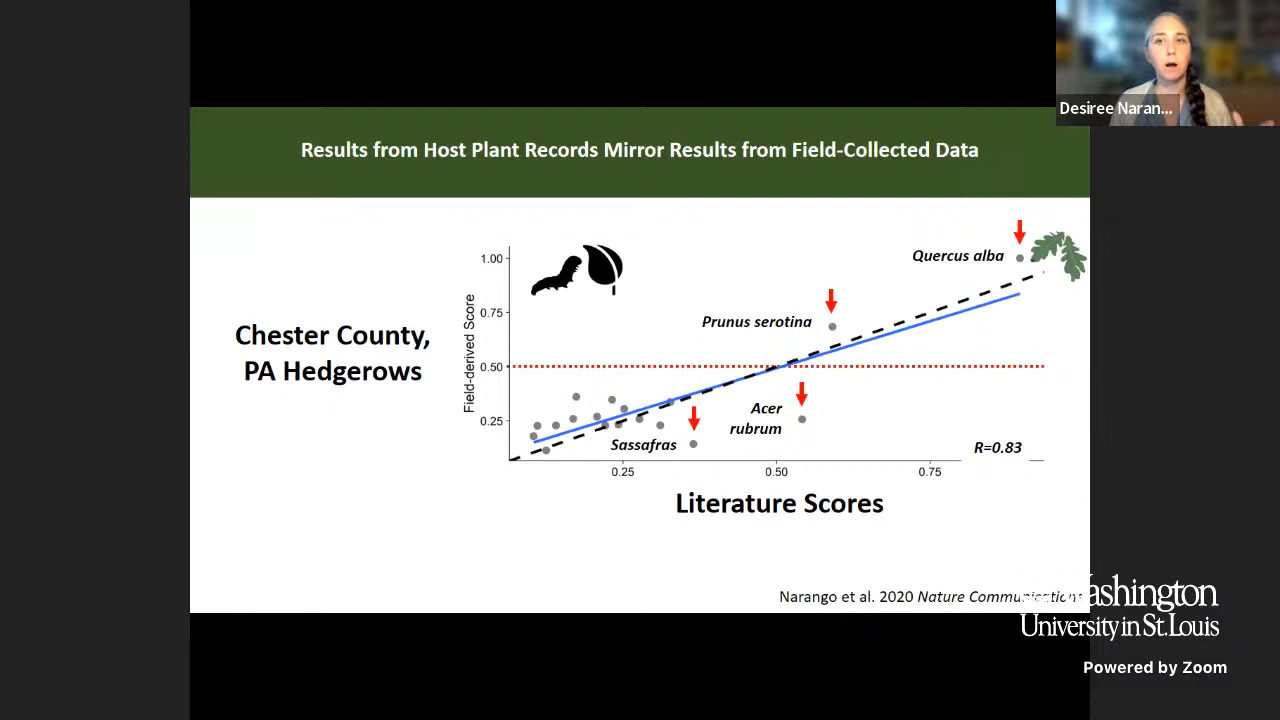 Desiree Naran...
Results from Host Plant Records Mirror Results from Field-Collected Data
Chester County,
PA Hedgerows
Field-derived Score
1.00
0.75
0.50
0.25
Quercus alba
Prunus serotina
Acer
rubrum
Sassafras
R=0.83
0.25
0.50
0.75
Literature Scores
Narango et al. 2020 Nature Communications
Washington
University in St. Louis
Powered by Zoom